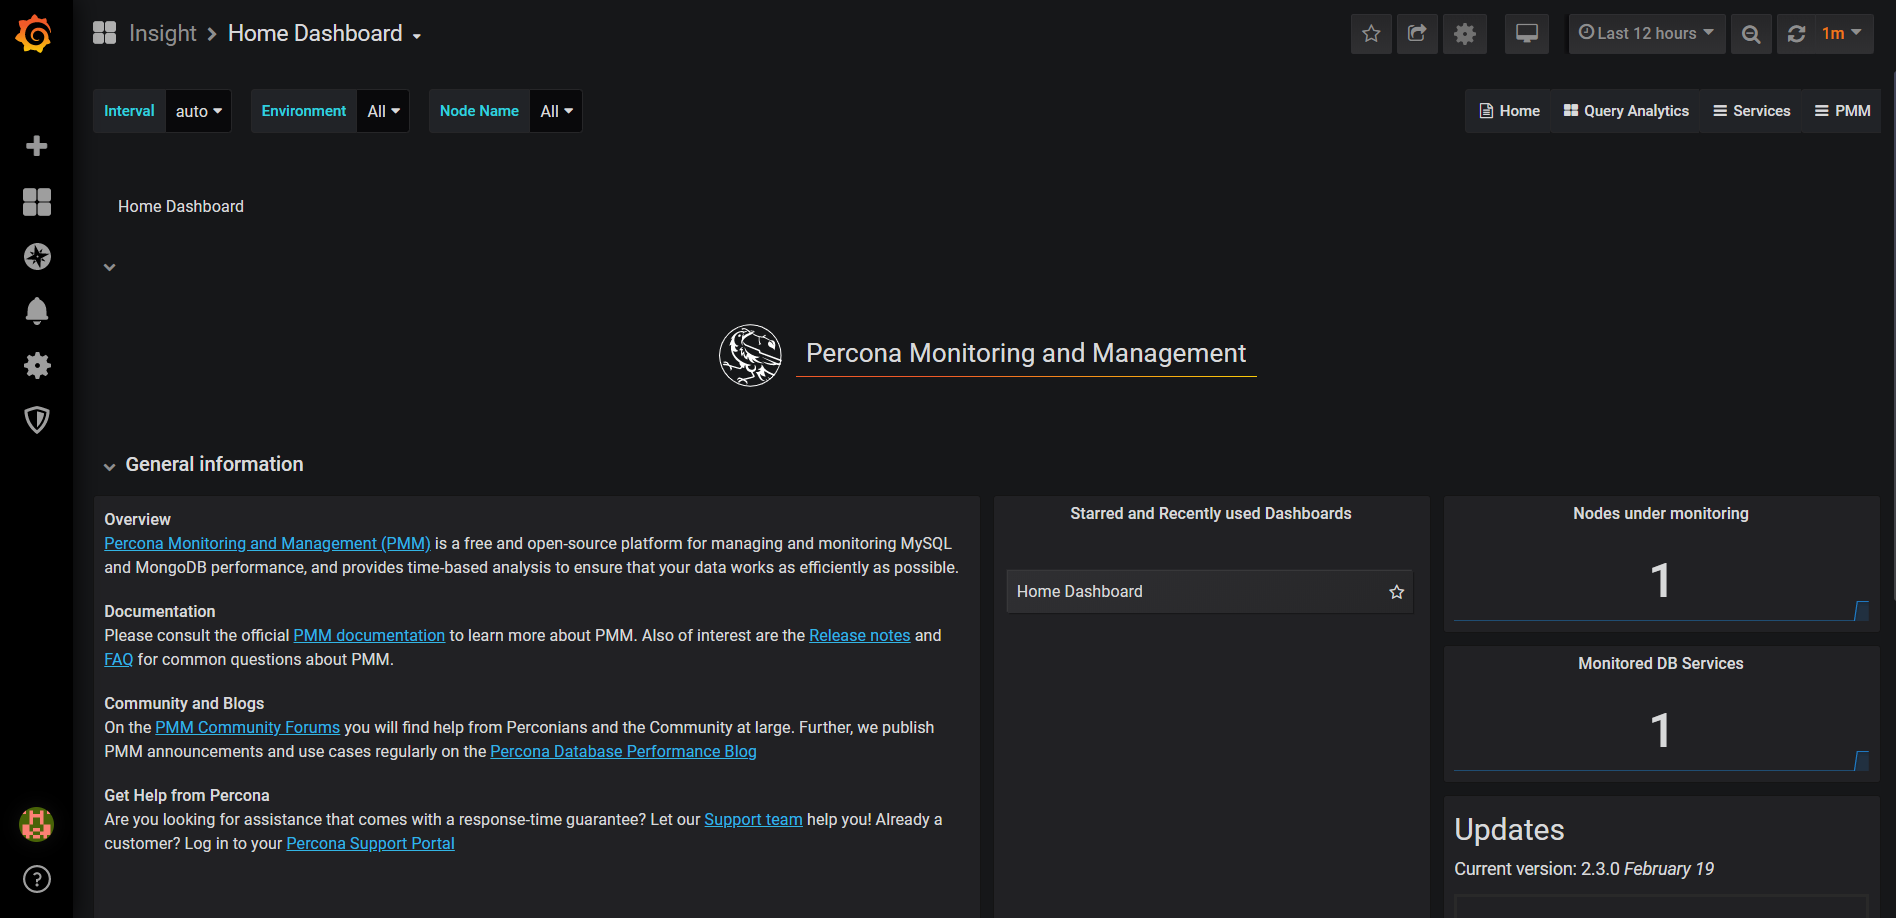 Insight > Home Dashboard
Last 12 hours
1m
Interval auto
Environment All
Node Name All
Home
Query Analytics
Services
PMM
Home Dashboard
Percona Monitoring and Management
General information
Overview
Percona Monitoring and Management (PMM) is a free and open-source platform for managing and monitoring MySQL
and MongoDB performance, and provides time-based analysis to ensure that your data works as efficiently as possible.
Documentation
Please consult the official PMM documentation to learn more about PMM. Also of interest are the Release notes and
FAQ for common questions about PMM.
Community and Blogs
On the PMM Community Forums you will find help from Perconians and the Community at large. Further, we publish
PMM announcements and use cases regularly on the Percona Database Performance Blog
Get Help from Percona
Are you looking for assistance that comes with a response-time guarantee? Let our Support team help you! Already a
customer? Log in to your Percona Support Portal
Starred and Recently used Dashboards
Home Dashboard
Nodes under monitoring
1
Monitored DB Services
1
Updates
Current version: 2.3.0 February 19